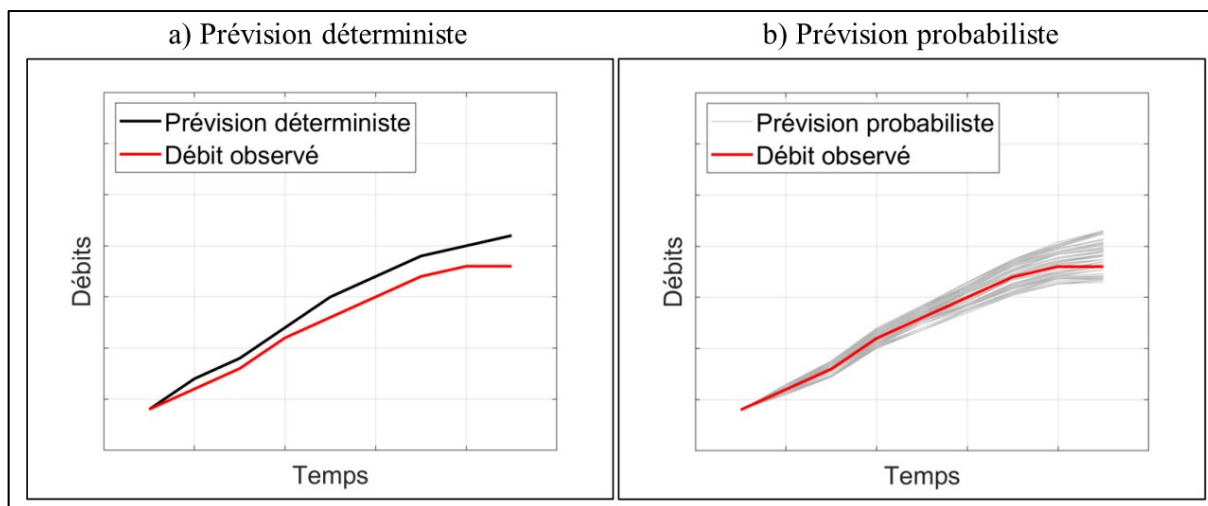 a) Prévision déterministe
Prévision déterministe
Débit observé
Débits
Temps
b) Prévision probabiliste
Prévision probabiliste
Débit observé
Débits
Temps